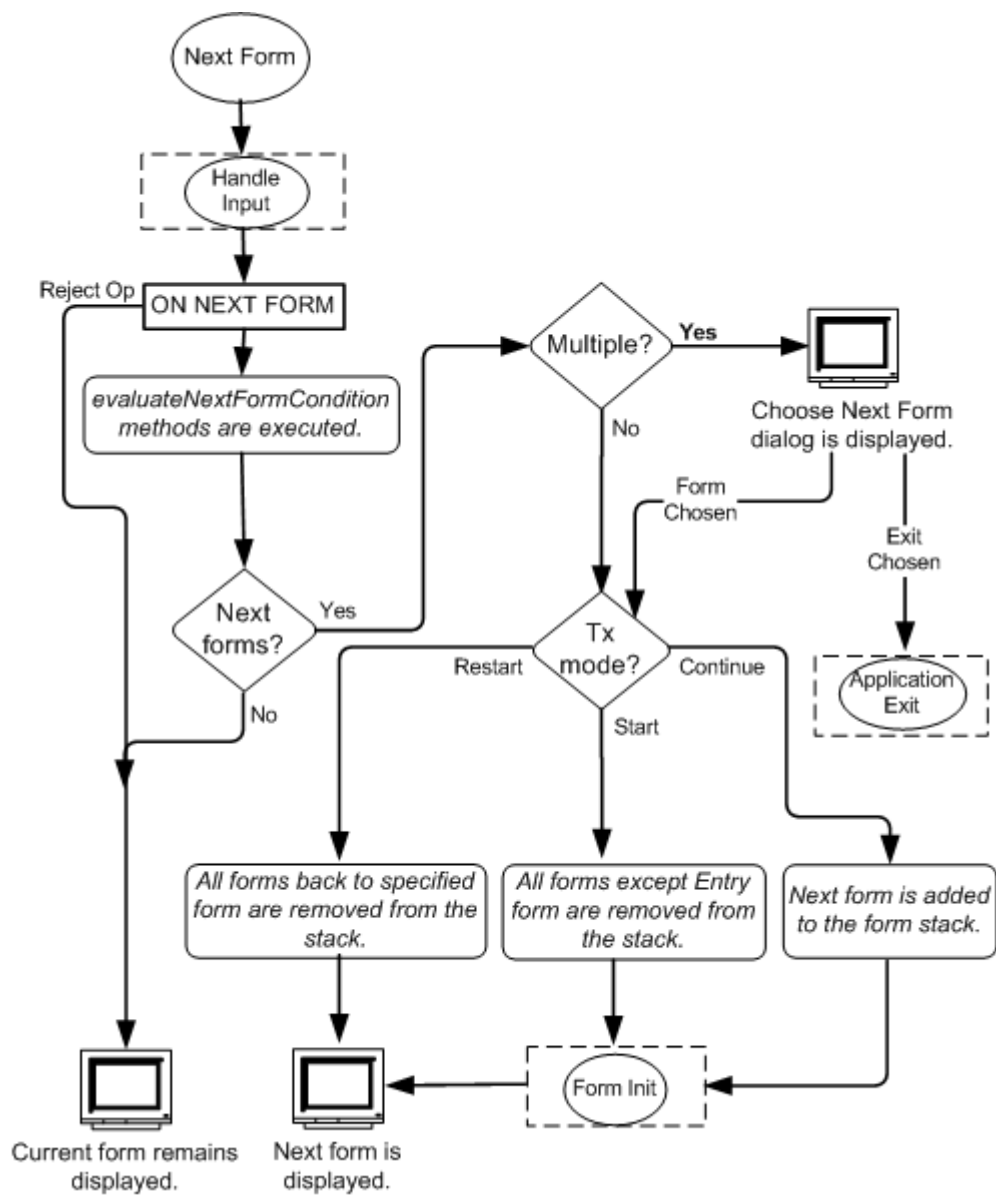 Next Form
Handle
Input
Reject Op
ON NEXT FORM
evaluateNextFormCondition
methods are executed.
Next
forms?
Yes
No
Multiple?
Yes
No
Choose Next Form
dialog is displayed.
Form
Chosen
Exit
Chosen
Application
Exit
Tx
mode?
Restart
Continue
Start
All forms back to specified
form are removed from the
stack.
All forms except Entry
form are removed from
the stack.
Next form is added
to the form stack.
Form Init
Current form remains
displayed.
Next form is
displayed.